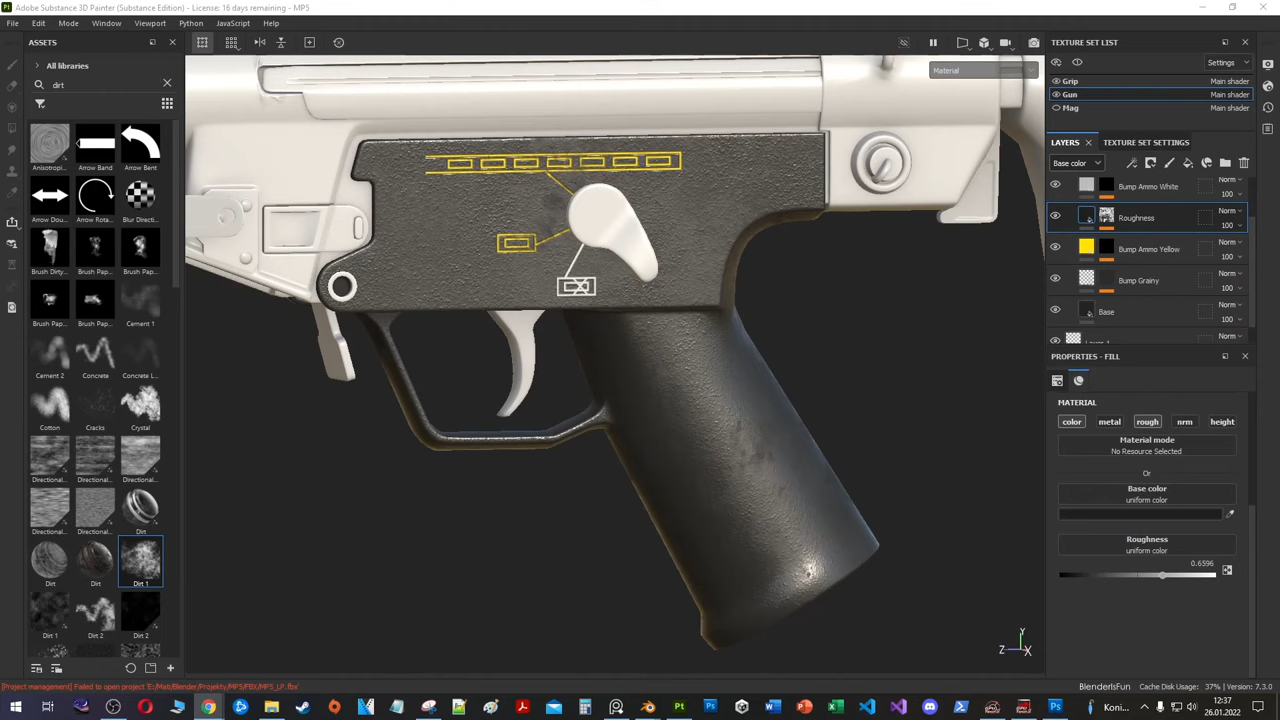 Adobe Substance 3D Painter (Substance Edition) - License: 16 days remaining - MP5
File Edit Mode Window Viewport Python JavaScript Help
ASSETS
All libraries
dirt
Anisotropi...
Arrow Band
Arrow Bent
Arrow Dou...
Arrow Rota...
Blur Directi...
Brush Dirty...
Brush Pap...
Brush Pap...
Brush Pap...
Brush Pap...
Cement 1
Cement 2
Concrete
Concrete L...
Cotton
Cracks
Crystal
Directional...
Directional...
Directional...
Directional...
Directional...
Dirt
Dirt
Dirt
Dirt 1
Dirt 1
Dirt 2
Dirt 2
Material
Y
Z
X
TEXTURE SET LIST
Settings
Grip Main shader
Gun Main shader
Mag Main shader
LAYERS
TEXTURE SET SETTINGS
Base color
Bump Ammo White
Norm
100
Roughness
Norm
100
Bump Ammo Yellow
Norm
100
Bump Grainy
Norm
100
Base
Norm
100
Layer 1
Norm
PROPERTIES - FILL
MATERIAL
color metal rough nrm height
Material mode
No Resource Selected
Or
Base color
uniform color
Roughness
uniform color
0.6596
[Project management] Failed to open project 'E:/Mati/Blender/Projekty/MP5/FBX/MP5_LP.fbx'
BlenderIsFun
Cache Disk Usage: 37% | Version: 7.3.0
Koni...
12:37
26.01.2022